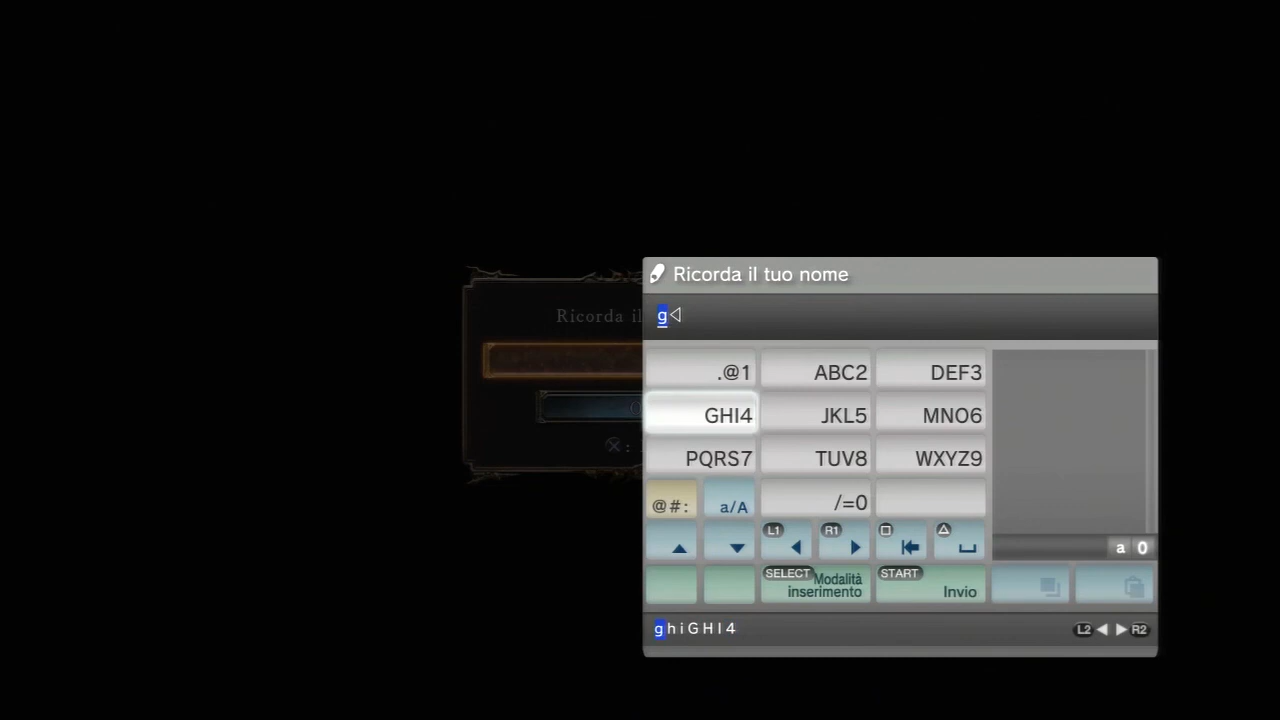 Ricorda il tuo nome
g
Ricorda il
.@1 ABC2 DEF3
GHI4 JKL5 MNO6
PQRS7 TUV8 WXYZ9
@#: a/A /=0
L1 R1
a 0
SELECT Modalità inserimento START Invio
ghiGHI4 L2 R2